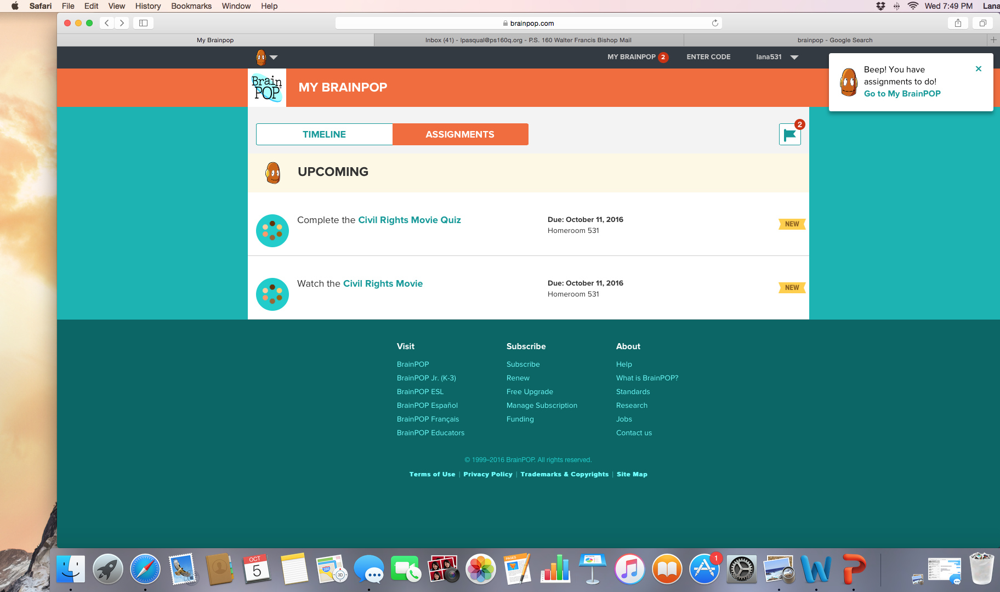 Safari File Edit View History Bookmarks Window Help Wed 7:49 PM Lana
brainpop.com
My Brainpop Inbox (41) - lpasqual@ps160q.org - P.S. 160 Walter Francis Bishop Mail brainpop - Google Search
MY BRAINPOP 2 ENTER CODE lana531
Beep! You have
assignments to do!
Go to My BrainPOP
Brain
POP
MY BRAINPOP
TIMELINE ASSIGNMENTS 2
UPCOMING
Complete the Civil Rights Movie Quiz Due: October 11, 2016 NEW
Homeroom 531
Watch the Civil Rights Movie Due: October 11, 2016 NEW
Homeroom 531
Visit Subscribe About
BrainPOP Subscribe Help
BrainPOP Jr. (K-3) Renew What is BrainPOP?
BrainPOP ESL Free Upgrade Standards
BrainPOP Español Manage Subscription Research
BrainPOP Français Funding Jobs
BrainPOP Educators Contact us
© 1999–2016 BrainPOP. All rights reserved.
Terms of Use | Privacy Policy | Trademarks & Copyrights | Site Map
OCT
5
280
3D
PAGES
1